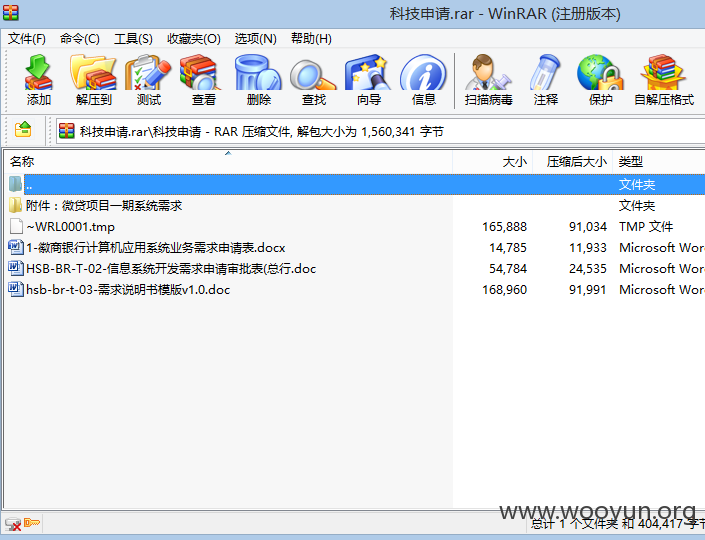 科技申请.rar - WinRAR (注册版本)
文件(F) 命令(C) 工具(S) 收藏夹(O) 选项(N) 帮助(H)
添加 解压到 测试 查看 删除 查找 向导 信息 扫描病毒 注释 保护 自解压格式
科技申请.rar\科技申请 - RAR 压缩文件, 解包大小为 1,560,341 字节
名称 大小 压缩后大小 类型
.. 文件夹
附件：微贷项目一期系统需求 文件夹
~WRL0001.tmp 165,888 91,034 TMP 文件
1-徽商银行计算机应用系统业务需求申请表.docx 14,785 11,933 Microsoft Wor
HSB-BR-T-02-信息系统开发需求申请审批表(总行.doc 54,784 24,535 Microsoft Wor
hsb-br-t-03-需求说明书模版v1.0.doc 168,960 91,991 Microsoft Wor
www.wooyun.org
总计 1 个文件夹 和 404,417 字节